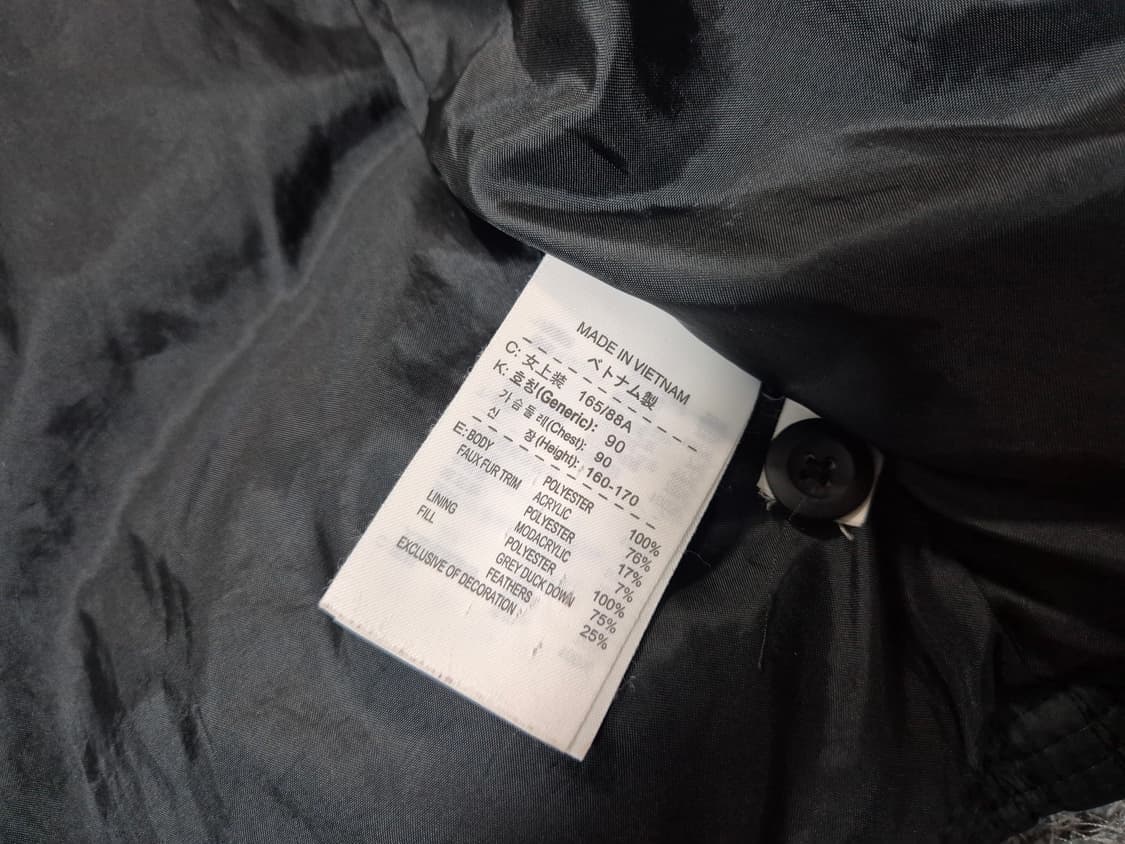 MADE IN VIETNAM
ベトナム製
C: 女上装 165/88A
K: 호칭(Generic): 90
가슴둘레(Chest): 90
신 장(Height): 160-170
E: BODY POLYESTER 100%
FAUX FUR TRIM ACRYLIC 76%
POLYESTER 17%
MODACRYLIC 7%
LINING POLYESTER 100%
FILL GREY DUCK DOWN 75%
FEATHERS 25%
EXCLUSIVE OF DECORATION